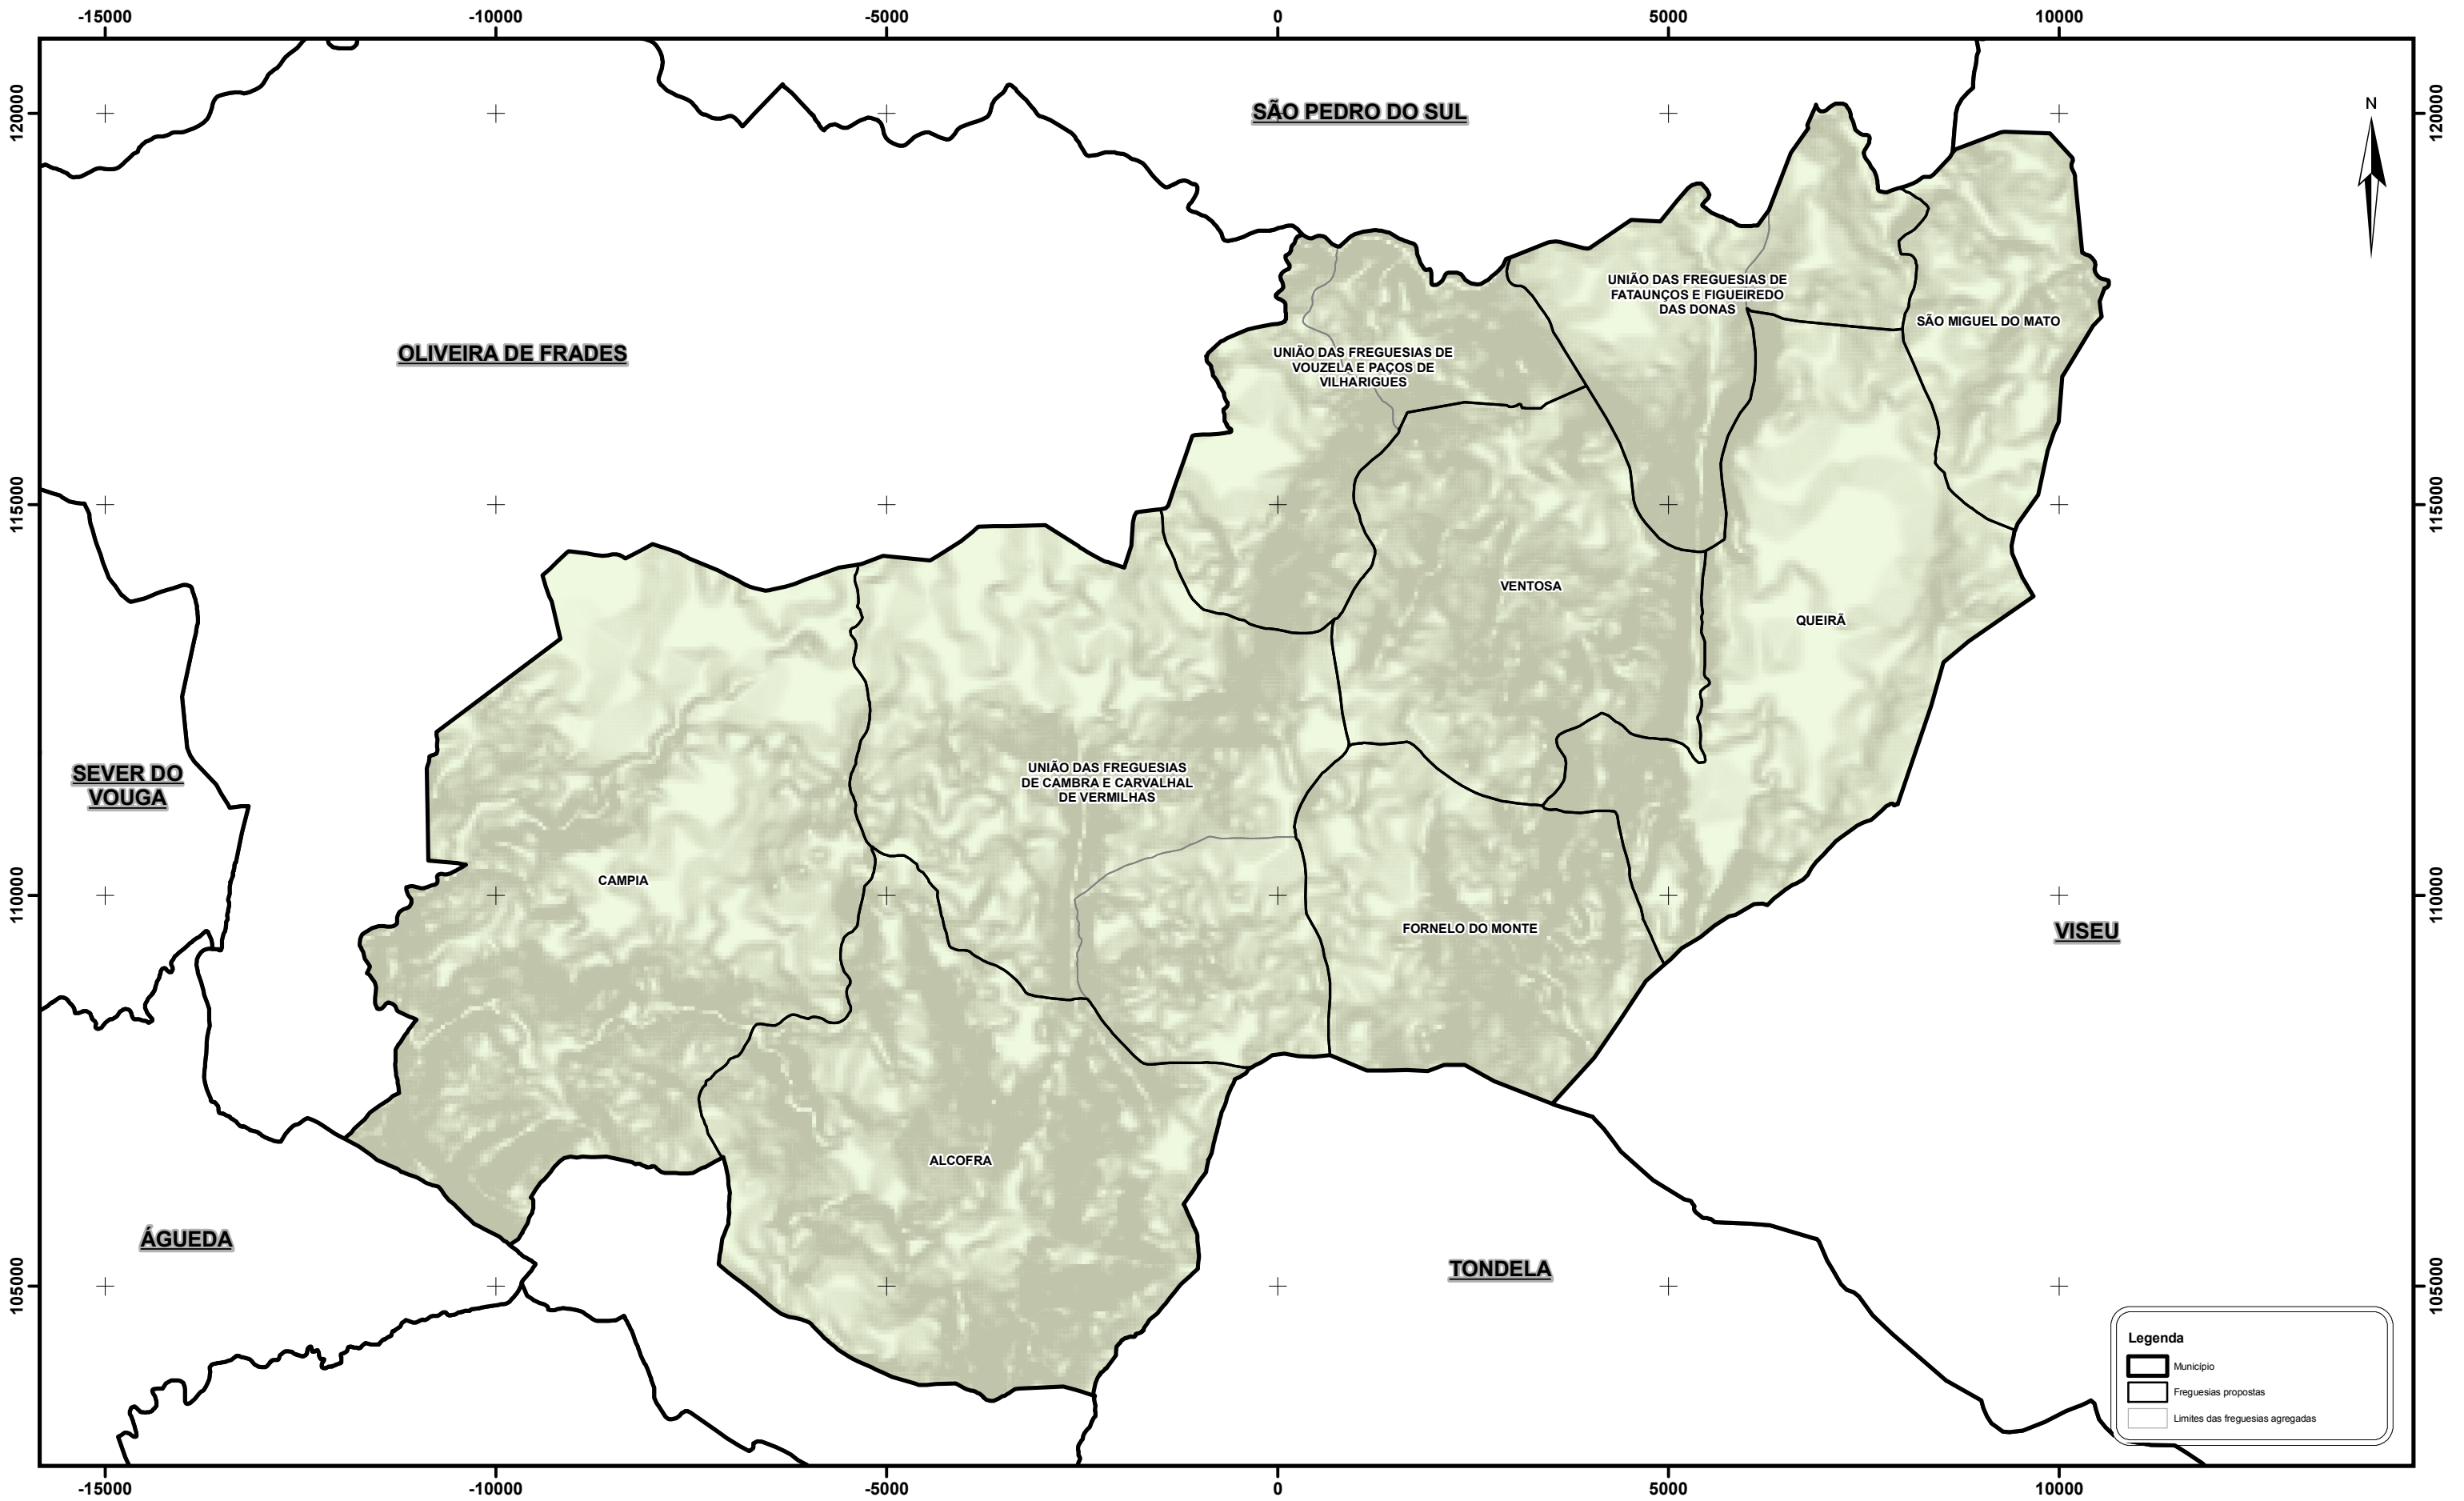 -15000
-10000
-5000
0
5000
10000
120000
120000
SÃO PEDRO DO SUL
N
UNIÃO DAS FREGUESIAS DE
FATAUNÇOS E FIGUEIREDO
DAS DONAS
SÃO MIGUEL DO MATO
OLIVEIRA DE FRADES
UNIÃO DAS FREGUESIAS DE
VOUZELA E PAÇOS DE
VILHARIGUES
115000
115000
VENTOSA
QUEIRÃ
SEVER DO
VOUGA
UNIÃO DAS FREGUESIAS
DE CAMBRA E CARVALHAL
DE VERMILHAS
CAMPIA
110000
110000
FORNELO DO MONTE
VISEU
ALCOFRA
ÁGUEDA
TONDELA
105000
105000
Legenda
Município
Freguesias propostas
Limites das freguesias agregadas
-15000
-10000
-5000
0
5000
10000